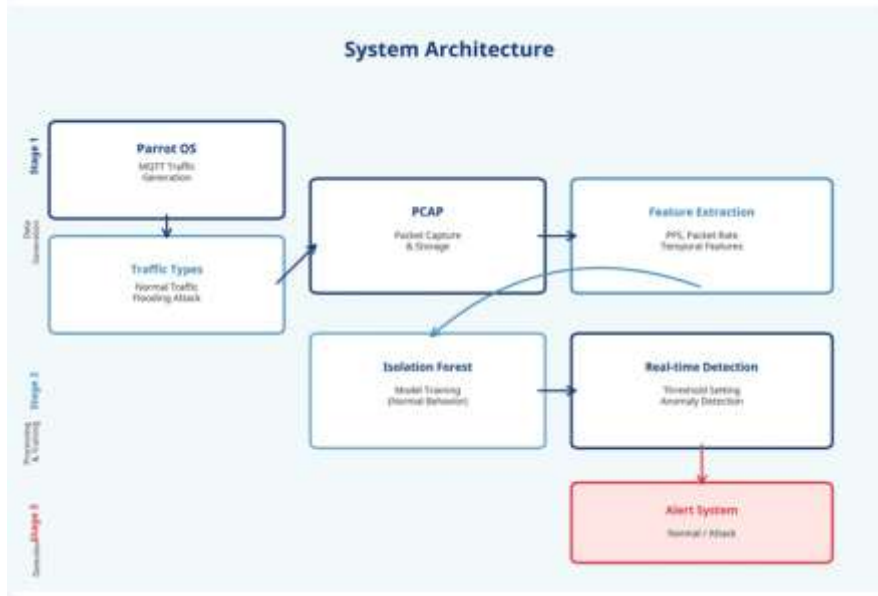 System Architecture
Stage 1
Data
Generation
Parrot OS
MQTT Traffic
Generation
Traffic Types
Normal Traffic
Flooding Attack
PCAP
Packet Capture
& Storage
Feature Extraction
PPS, Packet Rate
Temporal Features
Stage 2
Processing
& Training
Isolation Forest
Model Training
(Normal Behavior)
Real-time Detection
Threshold Setting
Anomaly Detection
Stage 3
Alert System
Normal / Attack